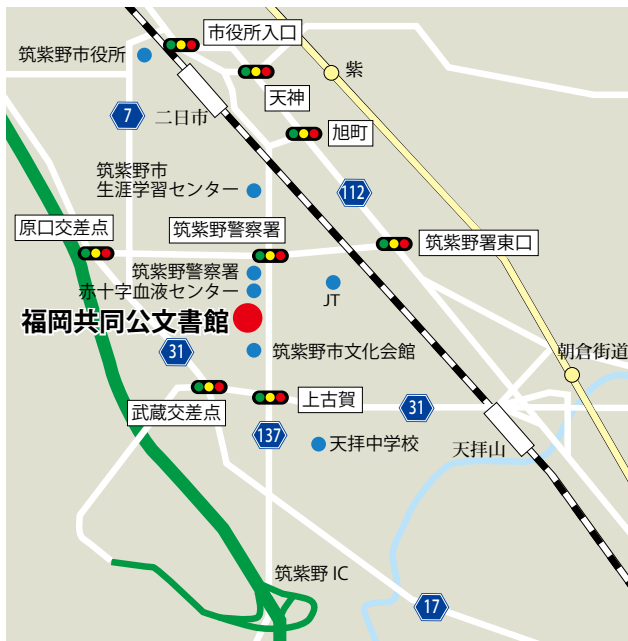 市役所入口
筑紫野市役所
紫
天神
7
二日市
旭町
筑紫野市
生涯学習センター
112
原口交差点
筑紫野警察署
筑紫野署東口
筑紫野警察署
赤十字血液センター
JT
福岡共同公文書館
31
筑紫野市文化会館
朝倉街道
武蔵交差点
上古賀
31
137
天拝中学校
天拝山
筑紫野 IC
17